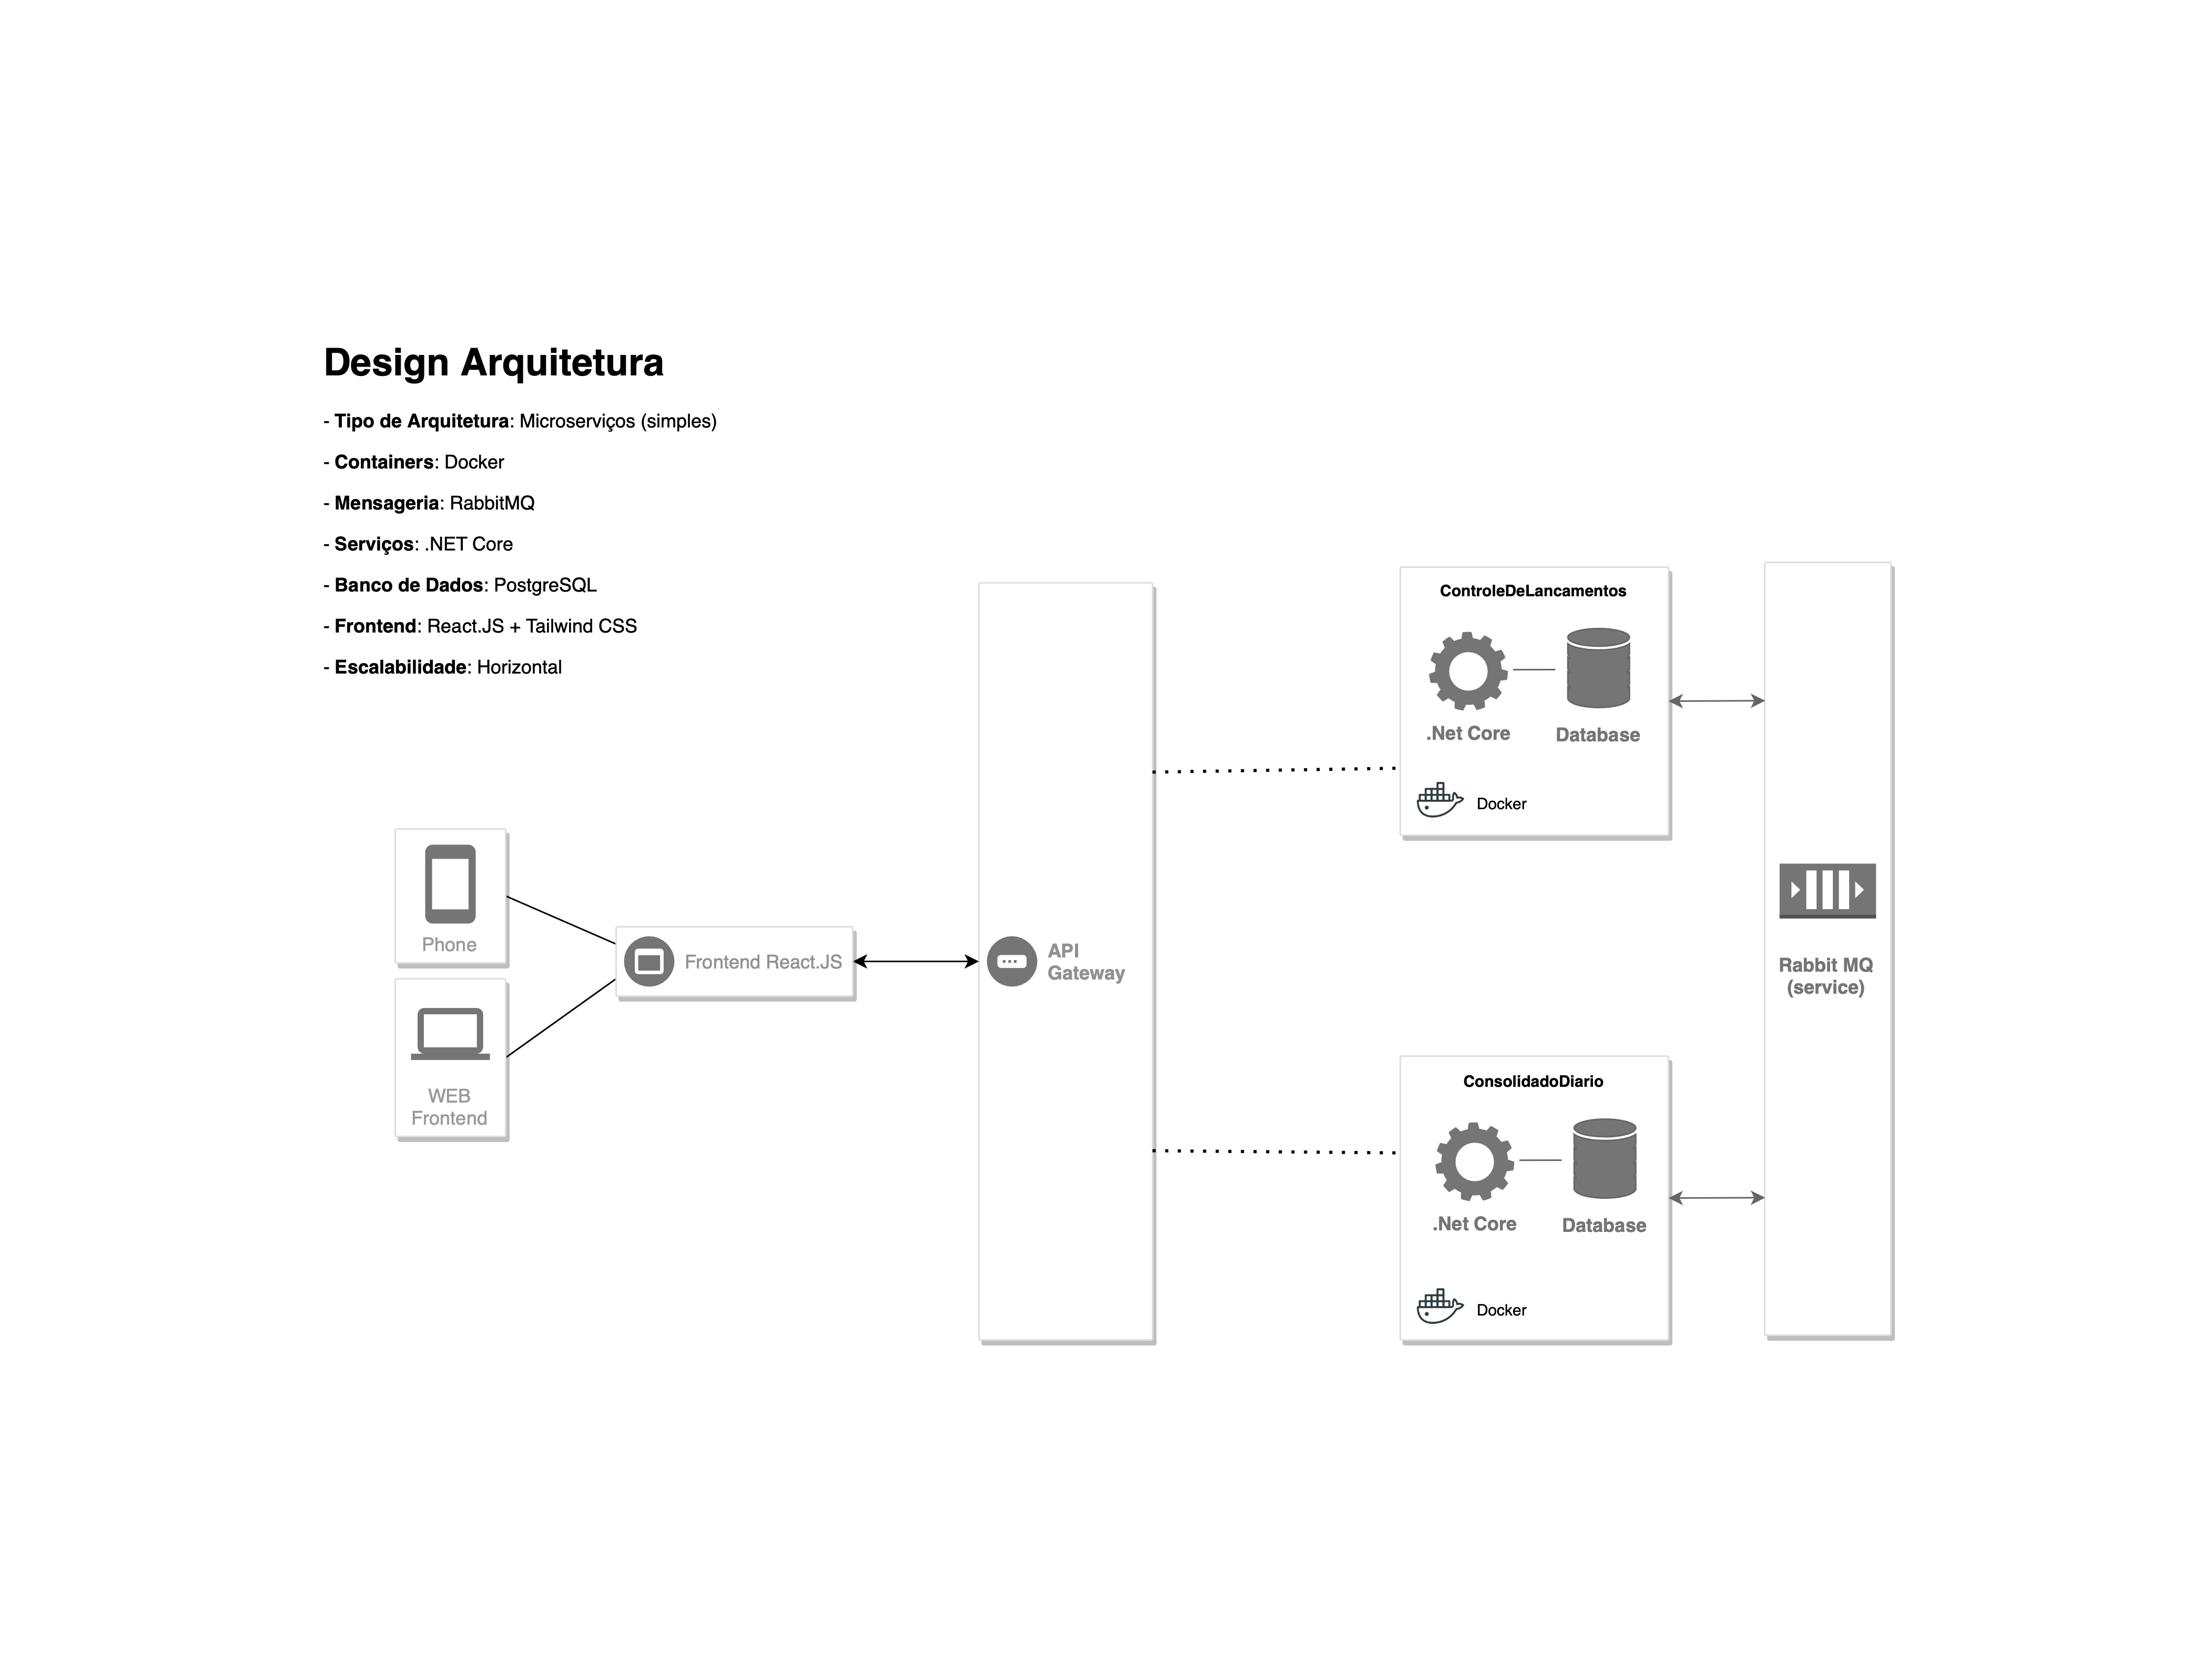 Design Arquitetura
- Tipo de Arquitetura: Microserviços (simples)
- Containers: Docker
- Mensageria: RabbitMQ
- Serviços: .NET Core
- Banco de Dados: PostgreSQL
- Frontend: React.JS + Tailwind CSS
- Escalabilidade: Horizontal
Phone
WEB
Frontend
Frontend React.JS
API
Gateway
ControleDeLancamentos
.Net Core
Database
Docker
ConsolidadoDiario
.Net Core
Database
Docker
Rabbit MQ
(service)